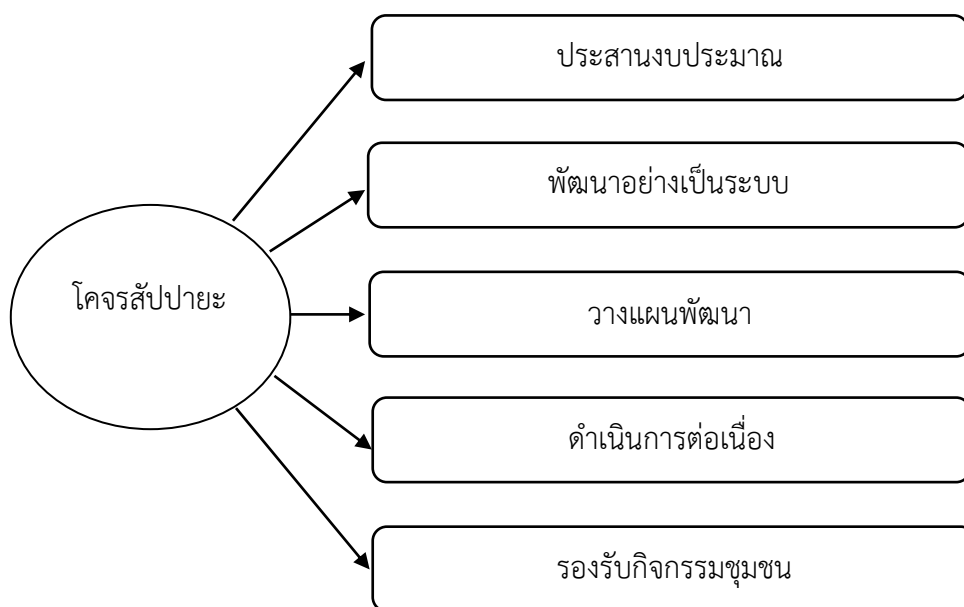 ประสานงบประมาณ
พัฒนาอย่างเป็นระบบ
โคจรสัปปายะ
วางแผนพัฒนา
ดำเนินการต่อเนื่อง
รองรับกิจกรรมชุมชน